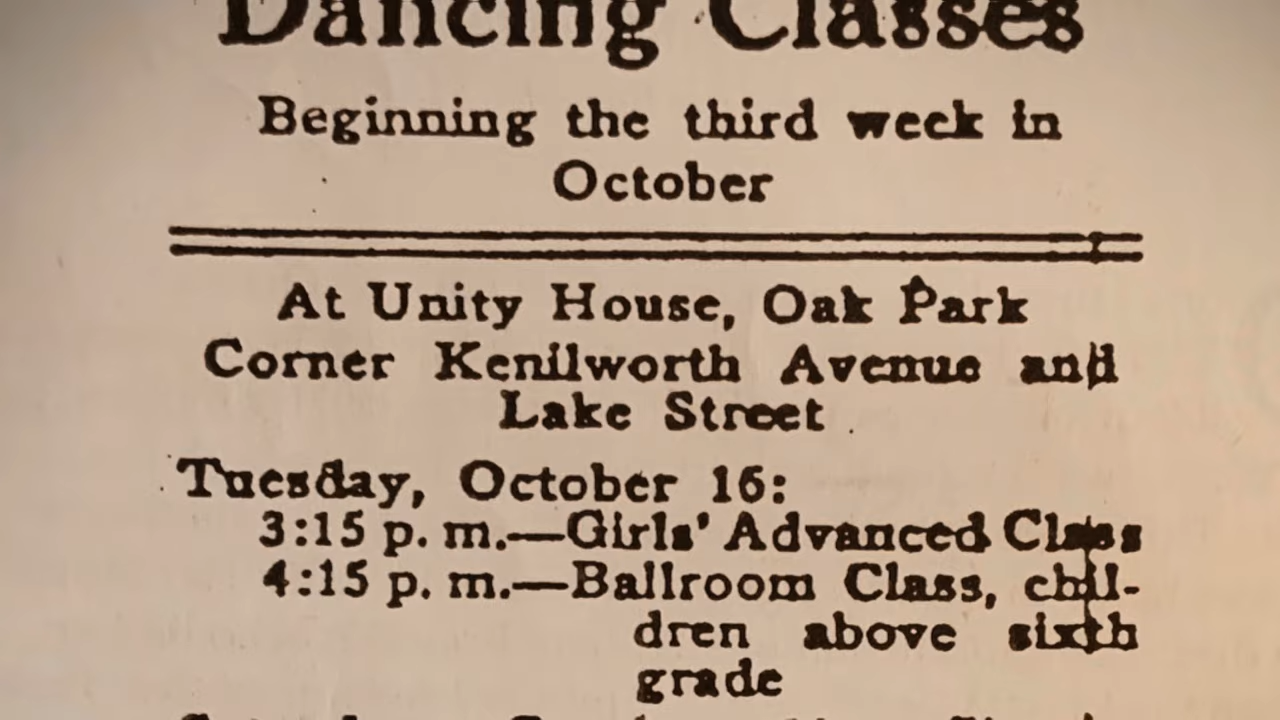 Dancing Classes
Beginning the third week in
October
At Unity House, Oak Park
Corner Kenilworth Avenue and
Lake Street
Tuesday, October 16:
3:15 p. m.—Girls' Advanced Class
4:15 p. m.—Ballroom Class, chil-
dren above sixth
grade